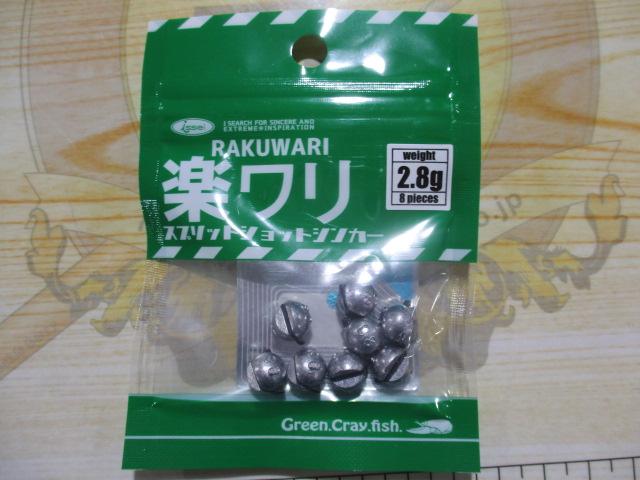 issei
I SEARCH FOR SINCERE AND
EXTREME INSPIRATION
RAKUWARI
楽ワリ
スプリットショットシンカー
weight
2.8g
8 pieces
Green.Cray.fish.